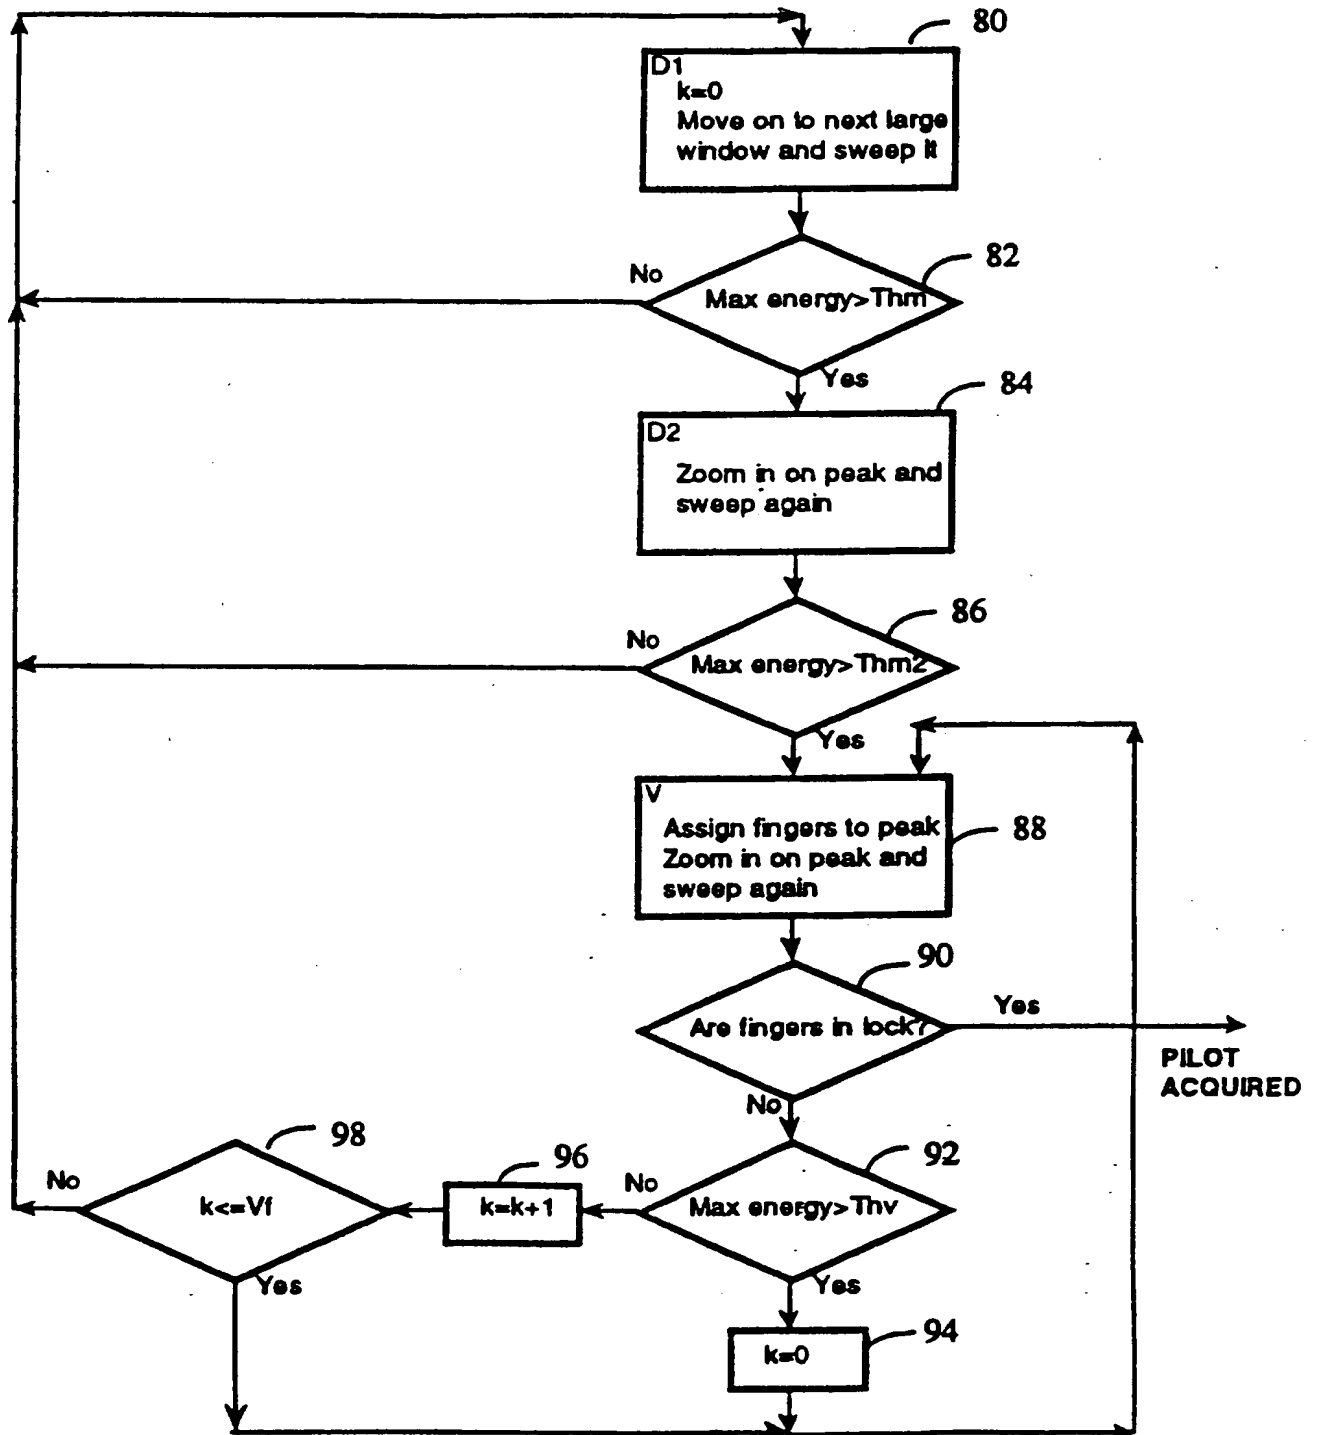 80
D1
k=0
Move on to next large
window and sweep it
82
No
Max energy>Thm
Yes
84
D2
Zoom in on peak and
sweep again
86
No
Max energy>Thm2
Yes
V
Assign fingers to peak
Zoom in on peak and
sweep again
88
90
Are fingers in lock?
Yes
PILOT
ACQUIRED
No
98
96
92
No
k<=Vf
k=k+1
No
Max energy>Thv
Yes
Yes
94
k=0